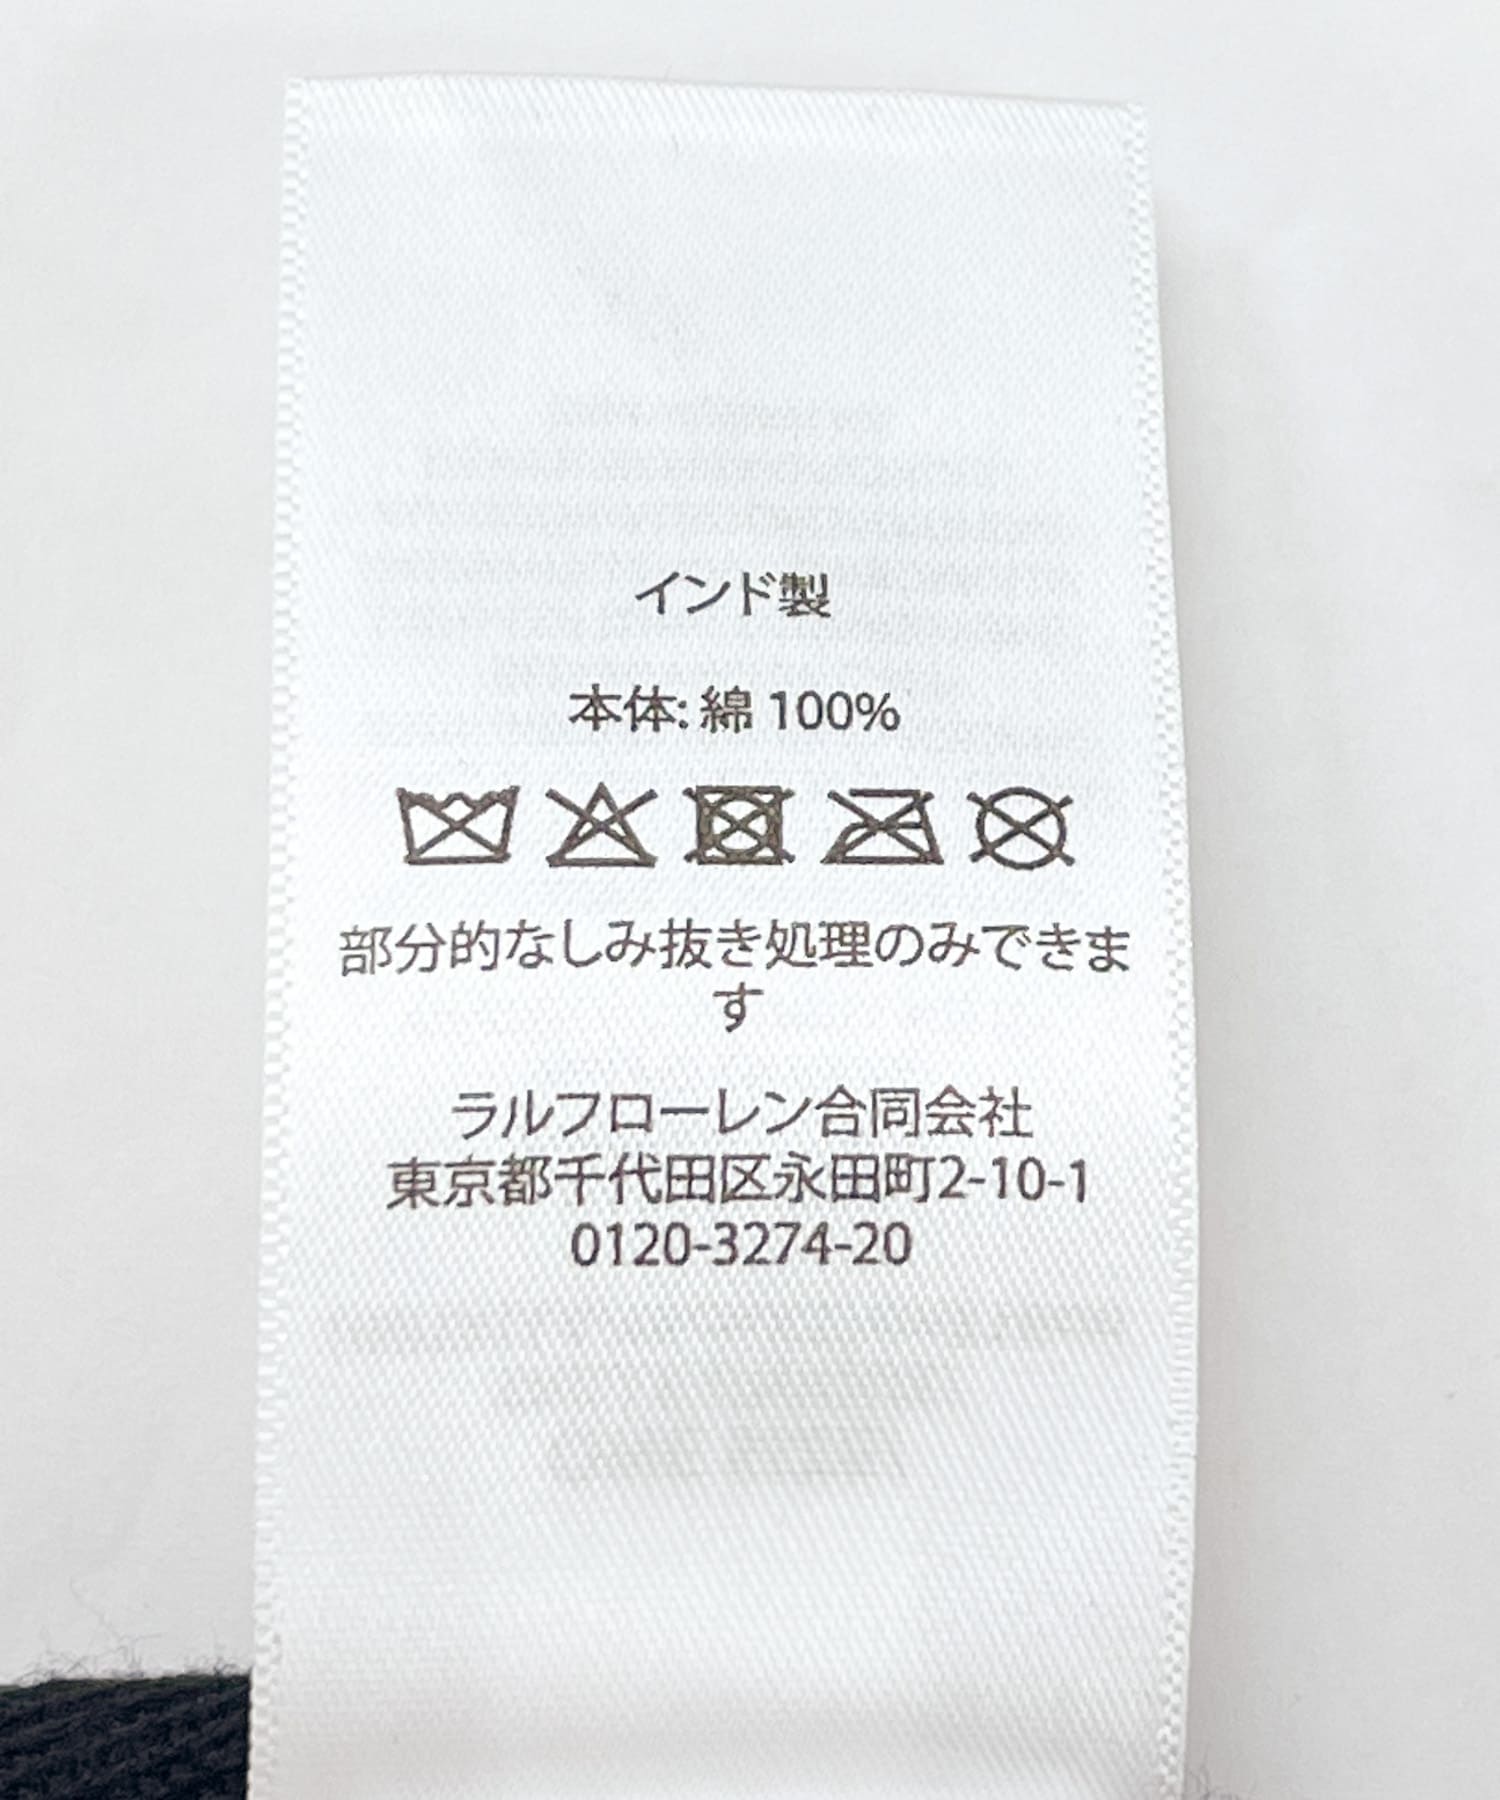 インド製
本体: 綿 100%
部分的なしみ抜き処理のみできま
す
ラルフローレン合同会社
東京都千代田区永田町2-10-1
0120-3274-20